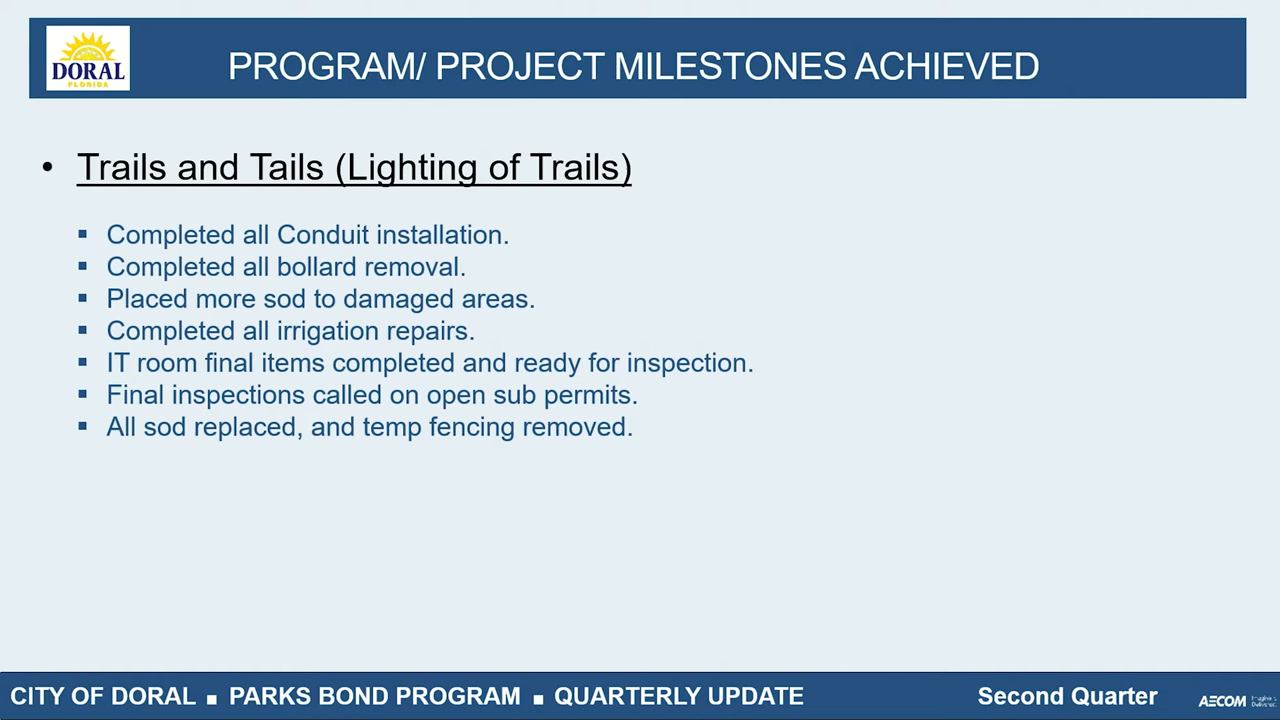 DORAL
FLORIDA
PROGRAM/ PROJECT MILESTONES ACHIEVED
• Trails and Tails (Lighting of Trails)
▪ Completed all Conduit installation.
▪ Completed all bollard removal.
▪ Placed more sod to damaged areas.
▪ Completed all irrigation repairs.
▪ IT room final items completed and ready for inspection.
▪ Final inspections called on open sub permits.
▪ All sod replaced, and temp fencing removed.
CITY OF DORAL ■ PARKS BOND PROGRAM ■ QUARTERLY UPDATE Second Quarter AECOM